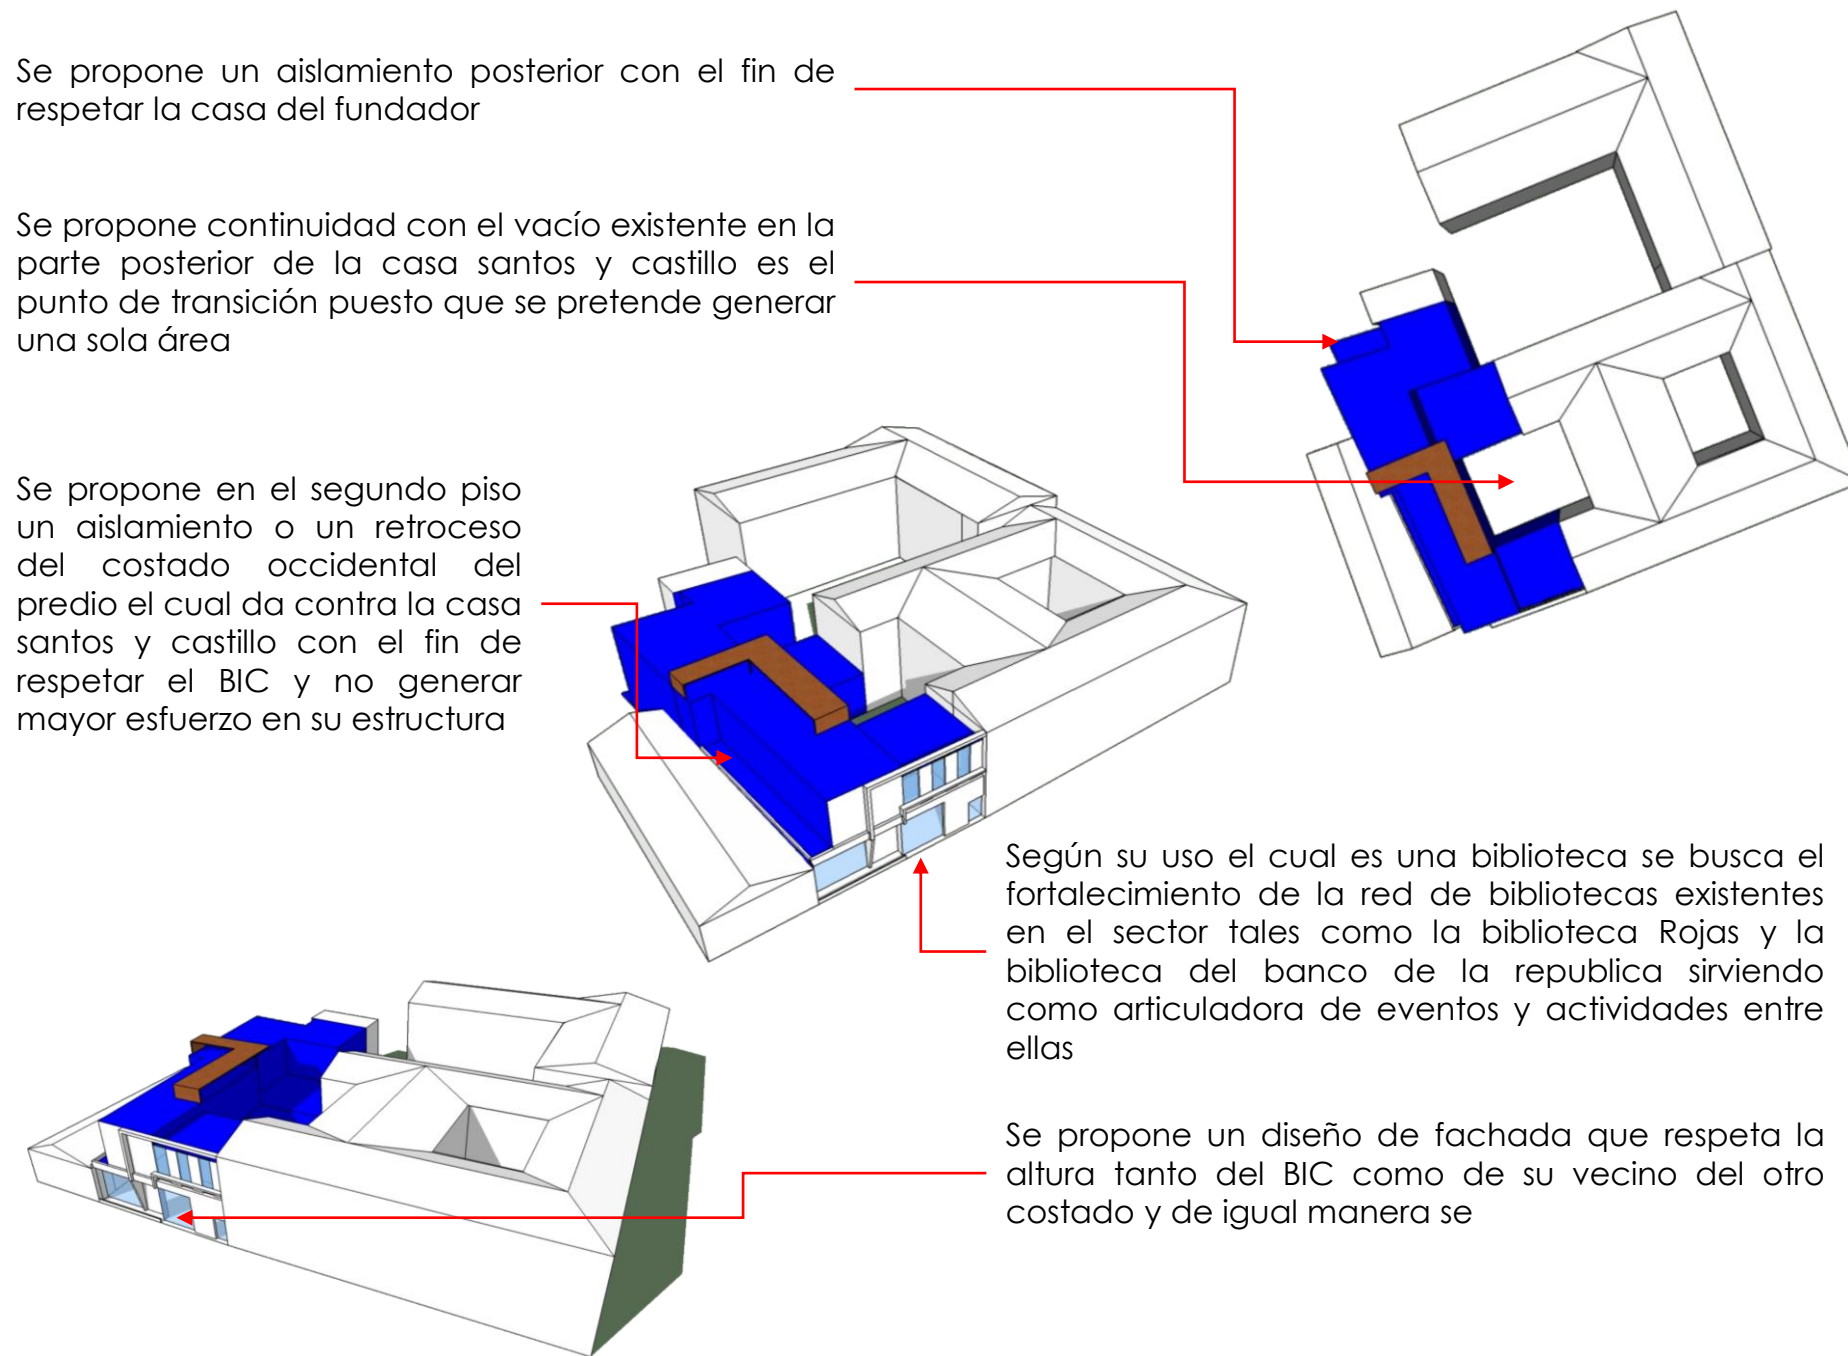 Se propone un aislamiento posterior con el fin de
respetar la casa del fundador
Se propone continuidad con el vacío existente en la
parte posterior de la casa santos y castillo es el
punto de transición puesto que se pretende generar
una sola área
Se propone en el segundo piso
un aislamiento o un retroceso
del costado occidental del
predio el cual da contra la casa
santos y castillo con el fin de
respetar el BIC y no generar
mayor esfuerzo en su estructura
Según su uso el cual es una biblioteca se busca el
fortalecimiento de la red de bibliotecas existentes
en el sector tales como la biblioteca Rojas y la
biblioteca del banco de la republica sirviendo
como articuladora de eventos y actividades entre
ellas
Se propone un diseño de fachada que respeta la
altura tanto del BIC como de su vecino del otro
costado y de igual manera se